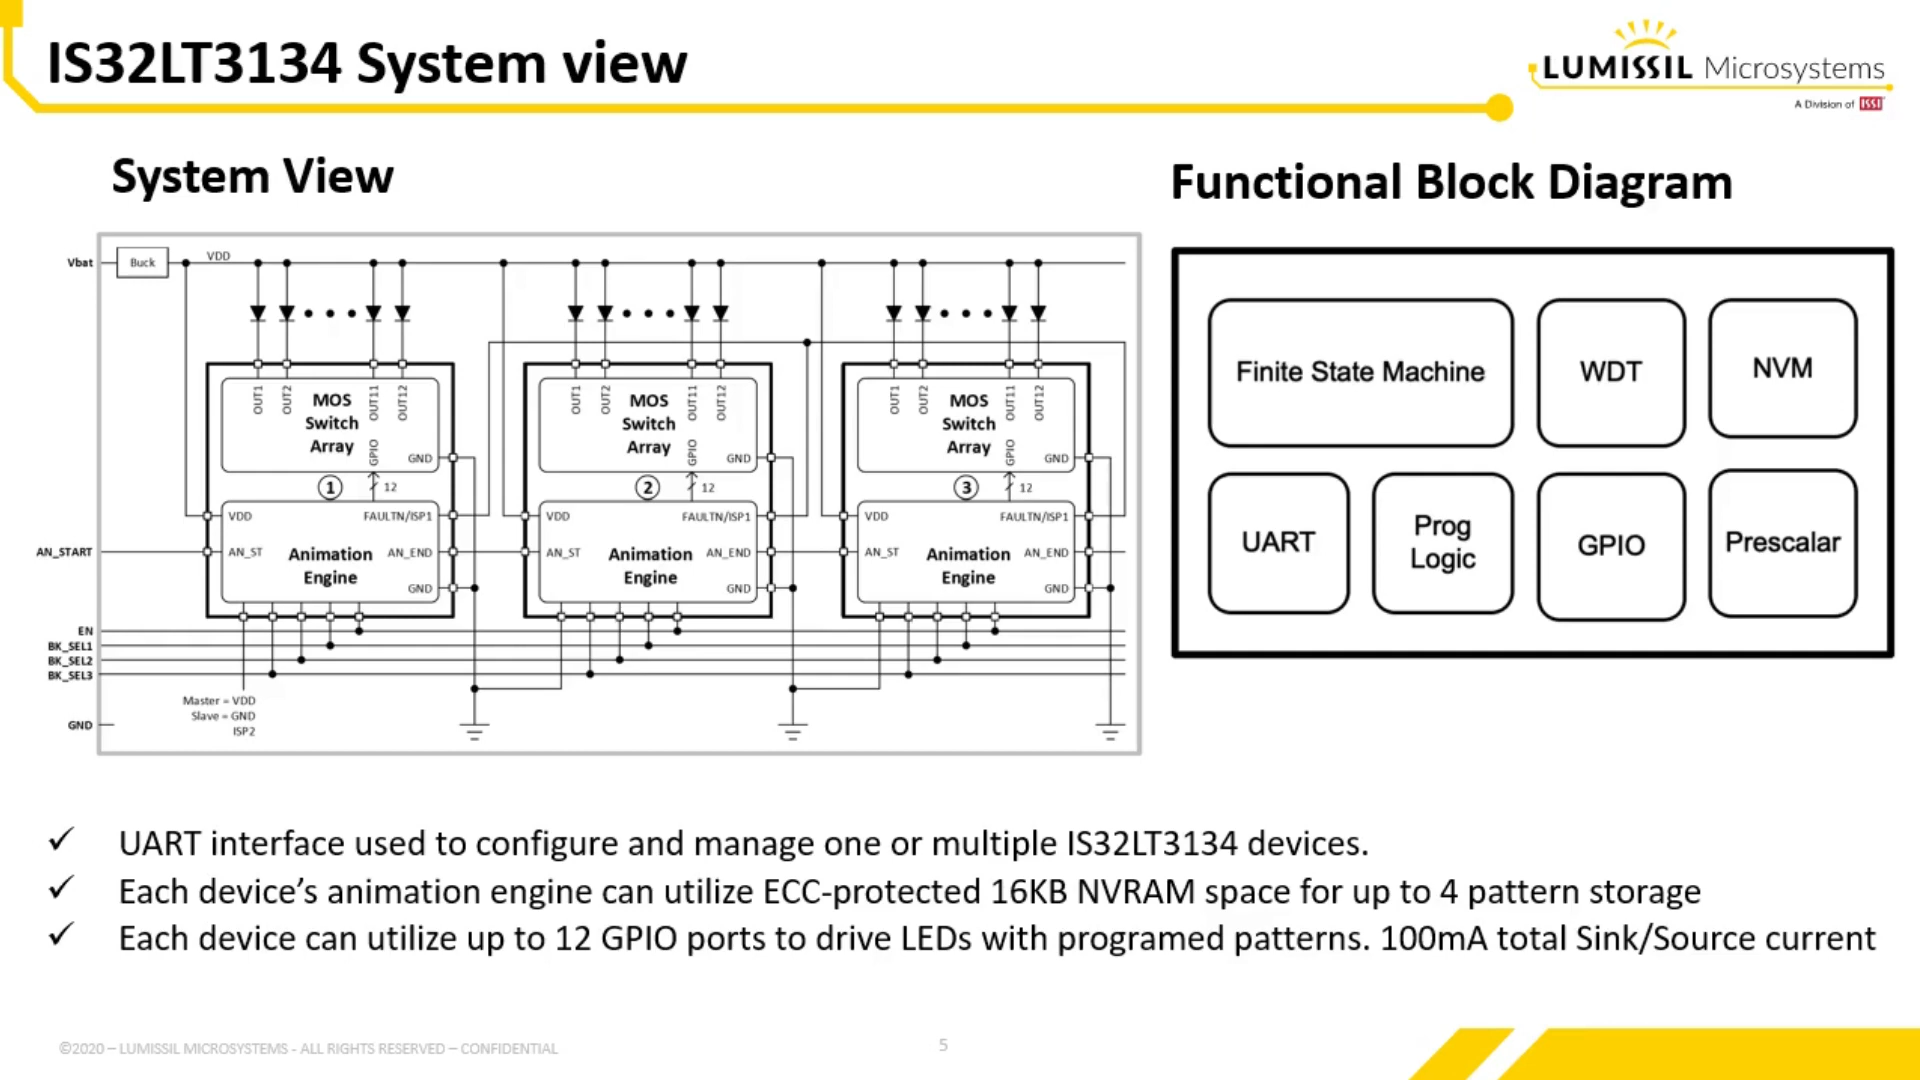 IS32LT3134 System view
LUMISSIL Microsystems
A Division of ISSI
System View
Functional Block Diagram
Vbat
Buck
VDD
OUT1
OUT2
OUT11
OUT12
MOS
Switch
Array
GPIO
GND
1
12
VDD
FAULTN/ISP1
AN_ST
Animation
Engine
AN_END
GND
OUT1
OUT2
OUT11
OUT12
MOS
Switch
Array
GPIO
GND
2
12
VDD
FAULTN/ISP1
AN_ST
Animation
Engine
AN_END
GND
OUT1
OUT2
OUT11
OUT12
MOS
Switch
Array
GPIO
GND
3
12
VDD
FAULTN/ISP1
AN_ST
Animation
Engine
AN_END
GND
AN_START
EN
BK_SEL1
BK_SEL2
BK_SEL3
Master = VDD
Slave = GND
ISP2
GND
Finite State Machine
WDT
NVM
UART
Prog
Logic
GPIO
Prescalar
✓ UART interface used to configure and manage one or multiple IS32LT3134 devices.
✓ Each device’s animation engine can utilize ECC-protected 16KB NVRAM space for up to 4 pattern storage
✓ Each device can utilize up to 12 GPIO ports to drive LEDs with programed patterns. 100mA total Sink/Source current
©2020 – LUMISSIL MICROSYSTEMS - ALL RIGHTS RESERVED – CONFIDENTIAL
5